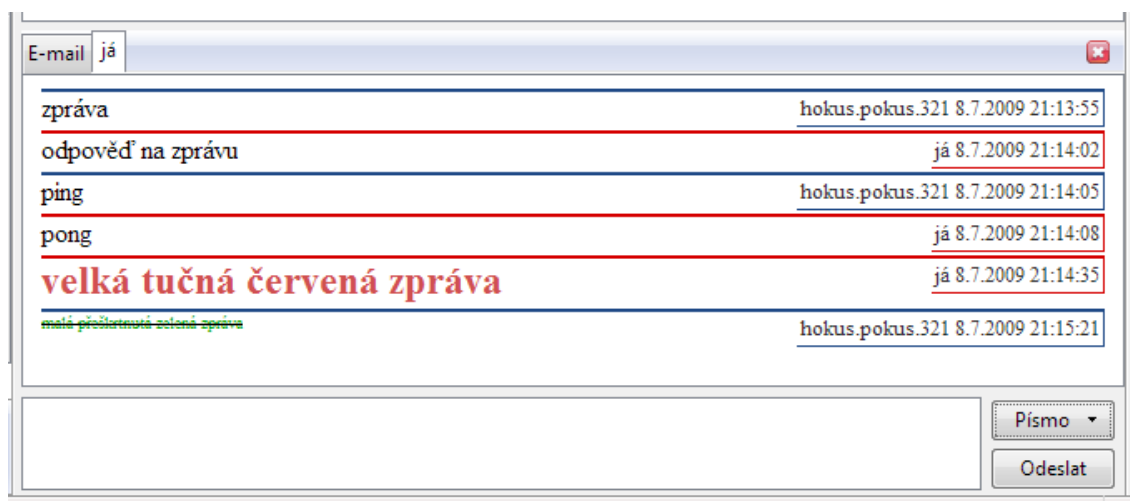 E-mail já
zpráva hokus.pokus.321 8.7.2009 21:13:55
odpověď na zprávu já 8.7.2009 21:14:02
ping hokus.pokus.321 8.7.2009 21:14:05
pong já 8.7.2009 21:14:08
velká tučná červená zpráva já 8.7.2009 21:14:35
malá přeškrtnutá zelená zpráva hokus.pokus.321 8.7.2009 21:15:21
Písmo
Odeslat